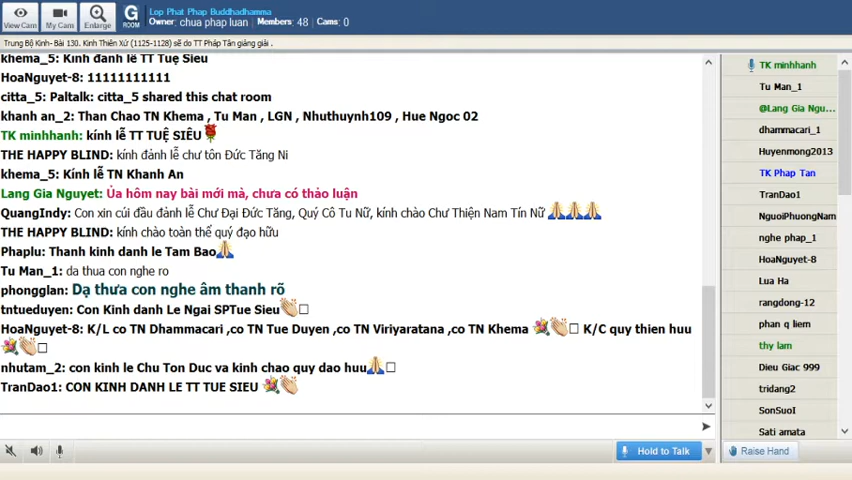 View Cam
My Cam
Enlarge
G
ROOM
Lop Phat Phap Buddhadhamma
Owner: chua phap luan
Members: 48
Cams: 0
Trung Bộ Kinh- Bài 130. Kinh Thiên Xứ (1125-1128) sẽ do TT Pháp Tân giảng giải .
khema_5: Kính đảnh lễ TT Tuệ Siêu
HoaNguyet-8: 11111111111
citta_5: Paltalk: citta_5 shared this chat room
khanh an_2: Than Chao TN Khema , Tu Man , LGN , Nhuthuynh109 , Hue Ngoc 02
TK minhhanh: kính lễ TT TUỆ SIÊU🌹
THE HAPPY BLIND: kính đảnh lễ chư tôn Đức Tăng Ni
khema_5: Kính lễ TN Khanh An
Lang Gia Nguyet: Ủa hôm nay bài mới mà, chưa có thảo luận
QuangIndy: Con xin cúi đầu đảnh lễ Chư Đại Đức Tăng, Quý Cô Tu Nữ, kính chào Chư Thiện Nam Tín Nữ 🙏🙏🙏
THE HAPPY BLIND: kính chào toàn thể quý đạo hữu
Phaplu: Thanh kinh danh le Tam Bao🙏
Tu Man_1: da thua con nghe ro
phongglan: Dạ thưa con nghe âm thanh rõ
tntueduyen: Con Kinh danh Le Ngai SPTue Sieu👏
HoaNguyet-8: K/L co TN Dhammacari ,co TN Tue Duyen ,co TN Viriyaratana ,co TN Khema 💐👏 K/C quy thien huu
💐👏
nhutam_2: con kinh le Chu Ton Duc va kinh chao quy dao huu🙏
TranDao1: CON KINH DANH LE TT TUE SIEU 💐👏
Hold to Talk
TK minhhanh
Tu Man_1
@Lang Gia Nguy...
dhammacari_1
Huyenmong2013
TK Phap Tan
TranDao1
NguoiPhuongNam
nghe phap_1
HoaNguyet-8
Lua Ha
rangdong-12
phan q liem
thy lam
Dieu Giac 999
tridang2
SonSuoI
Sati amata
Raise Hand